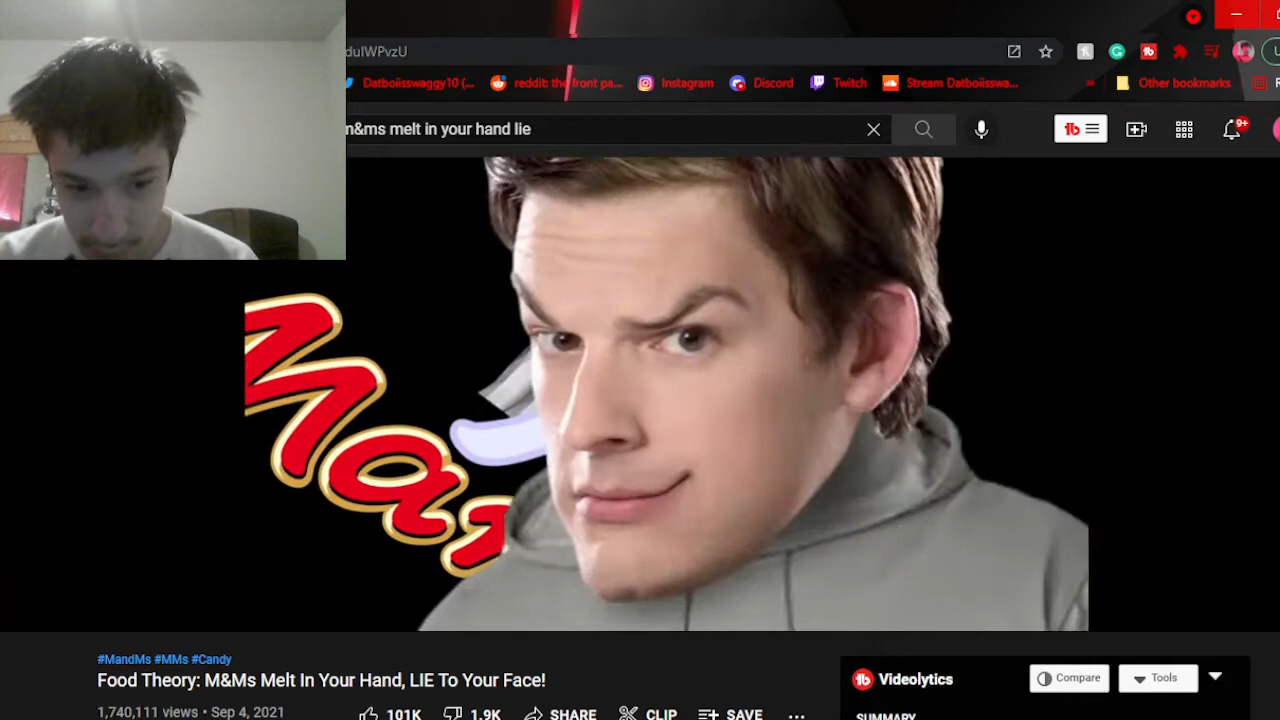 dulWPvzU
Datboiisswaggy10 (... reddit: the front pa... Instagram Discord Twitch Stream Datboiisswa... » Other bookmarks
m&ms melt in your hand lie
9+
Mar
#MandMs #MMs #Candy
Food Theory: M&Ms Melt In Your Hand, LIE To Your Face!
1,740,111 views • Sep 4, 2021 101K 1.9K SHARE CLIP SAVE ...
Videolytics Compare Tools
SUMMARY